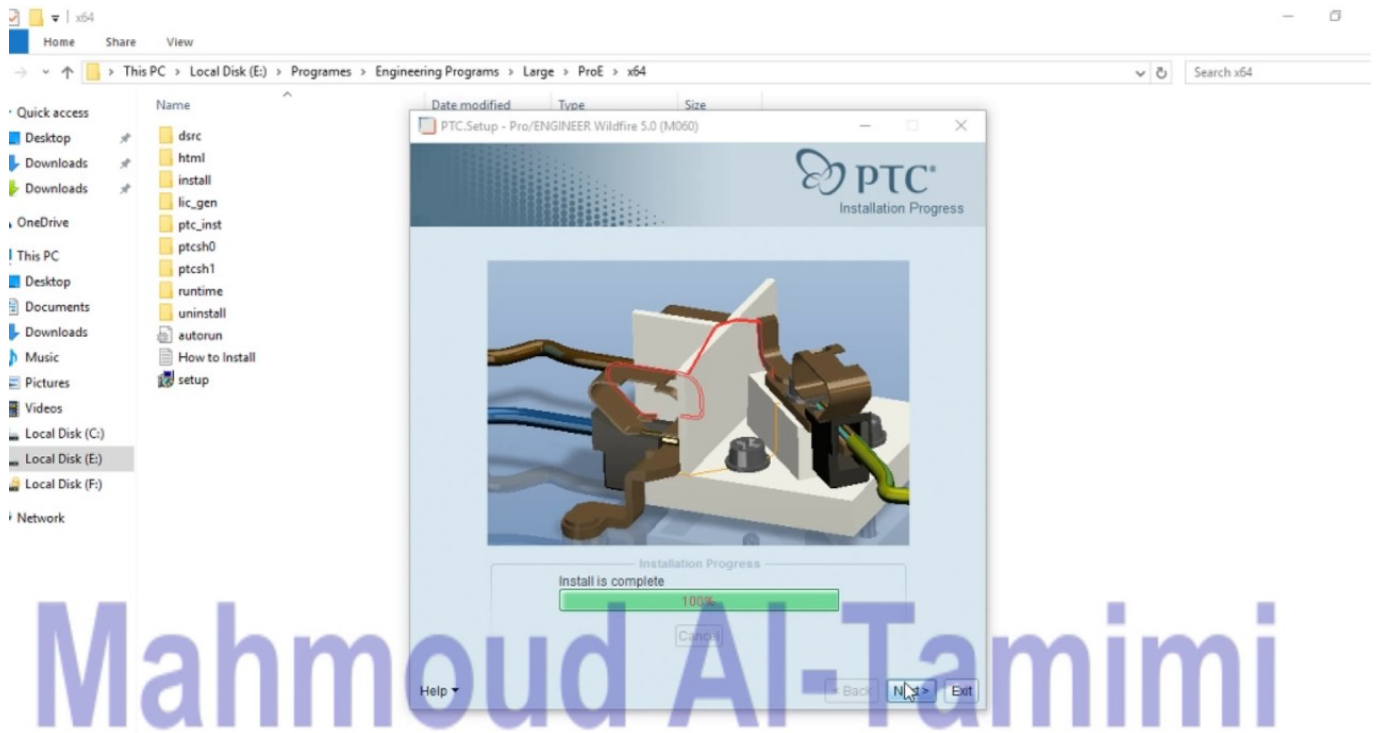 x64
Home Share View
This PC > Local Disk (E:) > Programes > Engineering Programs > Large > ProE > x64
Search x64
Quick access
Desktop
Downloads
Downloads
OneDrive
This PC
Desktop
Documents
Downloads
Music
Pictures
Videos
Local Disk (C:)
Local Disk (E:)
Local Disk (F:)
Network
Name Date modified Type Size
dsrc
html
install
lic_gen
ptc_inst
ptcsh0
ptcsh1
runtime
uninstall
autorun
How to Install
setup
PTC.Setup - Pro/ENGINEER Wildfire 5.0 (M060)
PTC®
Installation Progress
Installation Progress
Install is complete
100%
Cancel
Help
< Back Next > Exit
Mahmoud Al-Tamimi